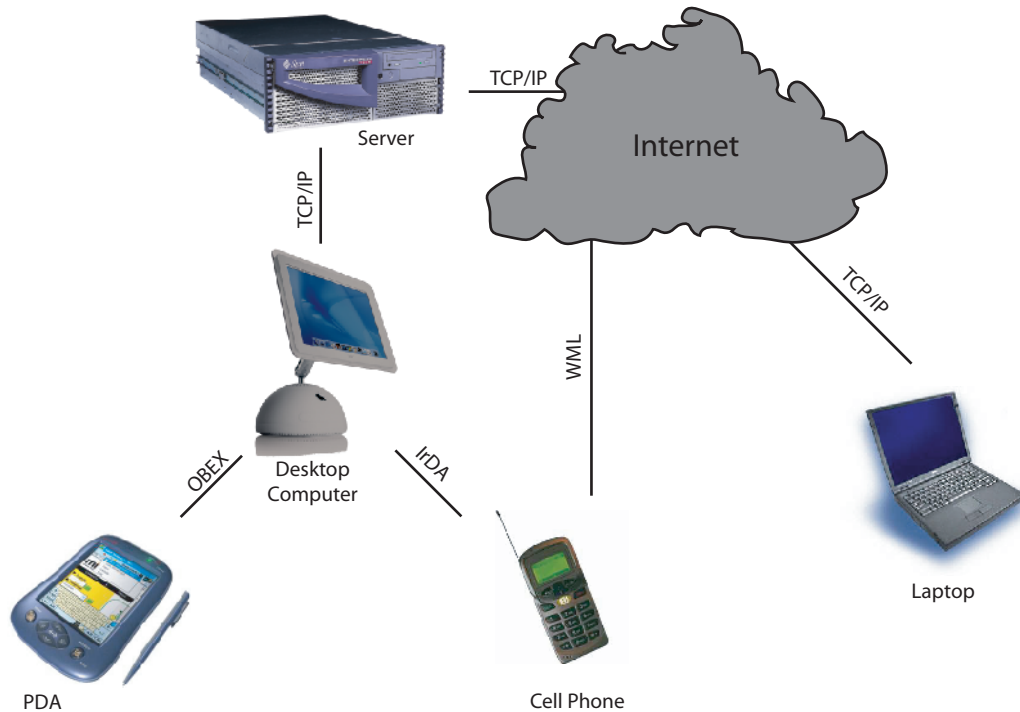 TCP/IP
Internet
Server
TCP/IP
TCP/IP
WML
OBEX
IrDA
Desktop
Computer
Laptop
PDA
Cell Phone